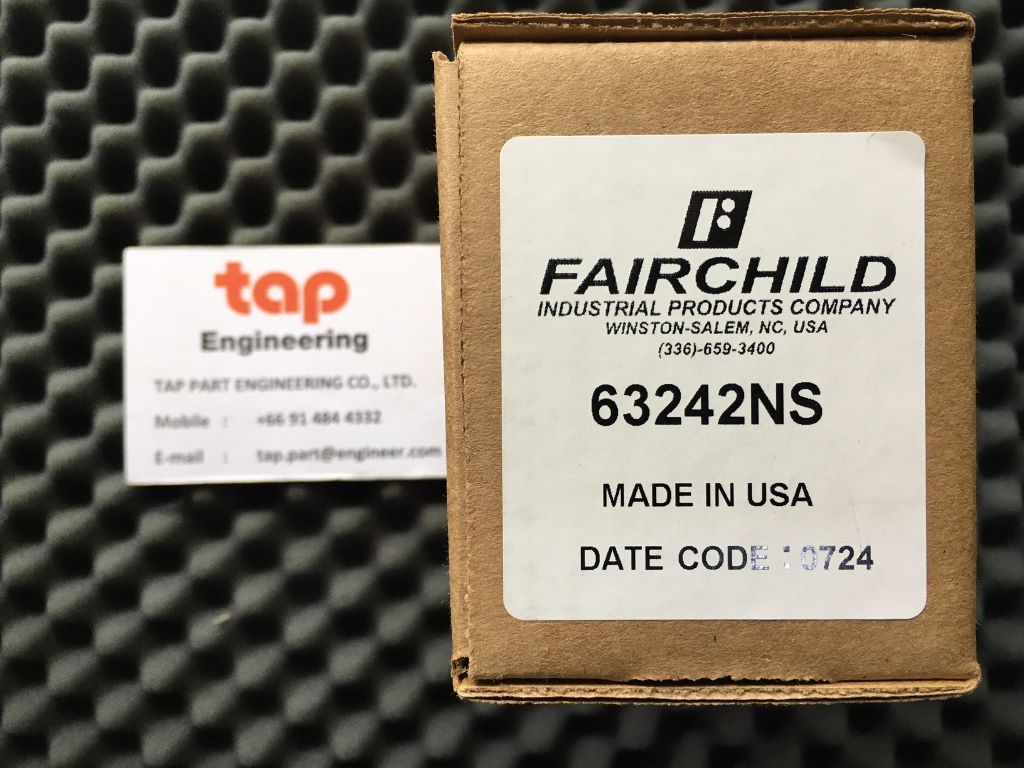 tap
Engineering
TAP PART ENGINEERING CO., LTD.
Mobile : +66 91 484 4332
E-mail : tap.part@engineer.com
FAIRCHILD
INDUSTRIAL PRODUCTS COMPANY
WINSTON-SALEM, NC, USA
(336)-659-3400
63242NS
MADE IN USA
DATE CODE : 0724